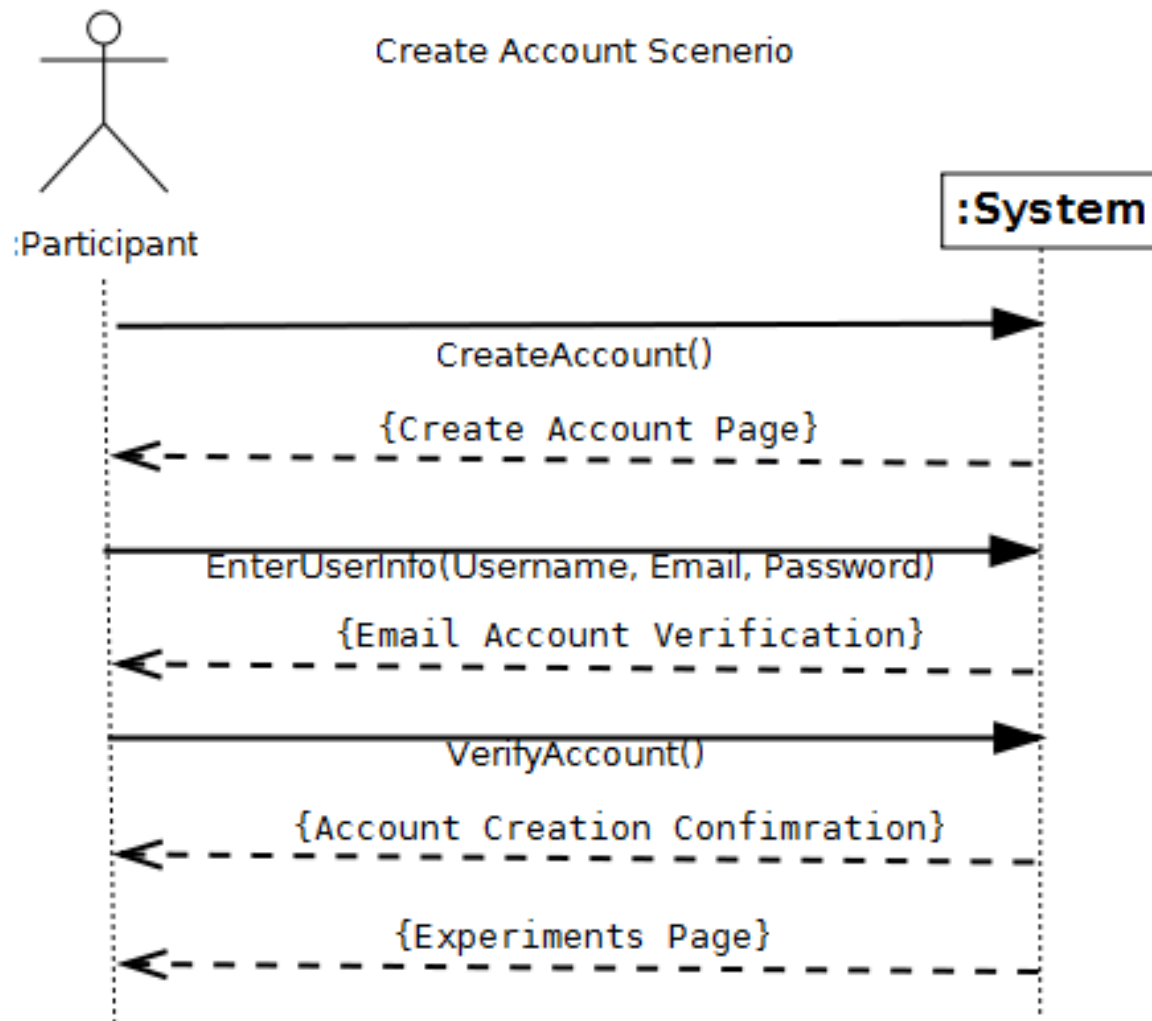 Create Account Scenerio
:System
:Participant
CreateAccount()
{Create Account Page}
EnterUserInfo(Username, Email, Password)
{Email Account Verification}
VerifyAccount()
{Account Creation Confimration}
{Experiments Page}